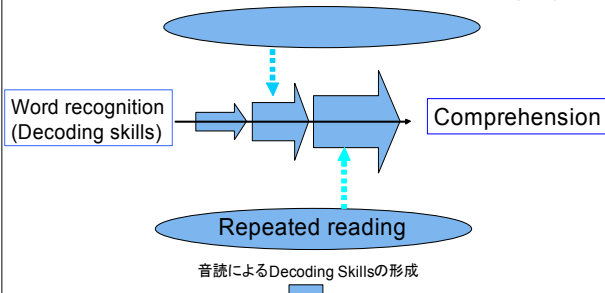 Word recognition
(Decoding skills)
Comprehension
Repeated reading
音読によるDecoding Skillsの形成